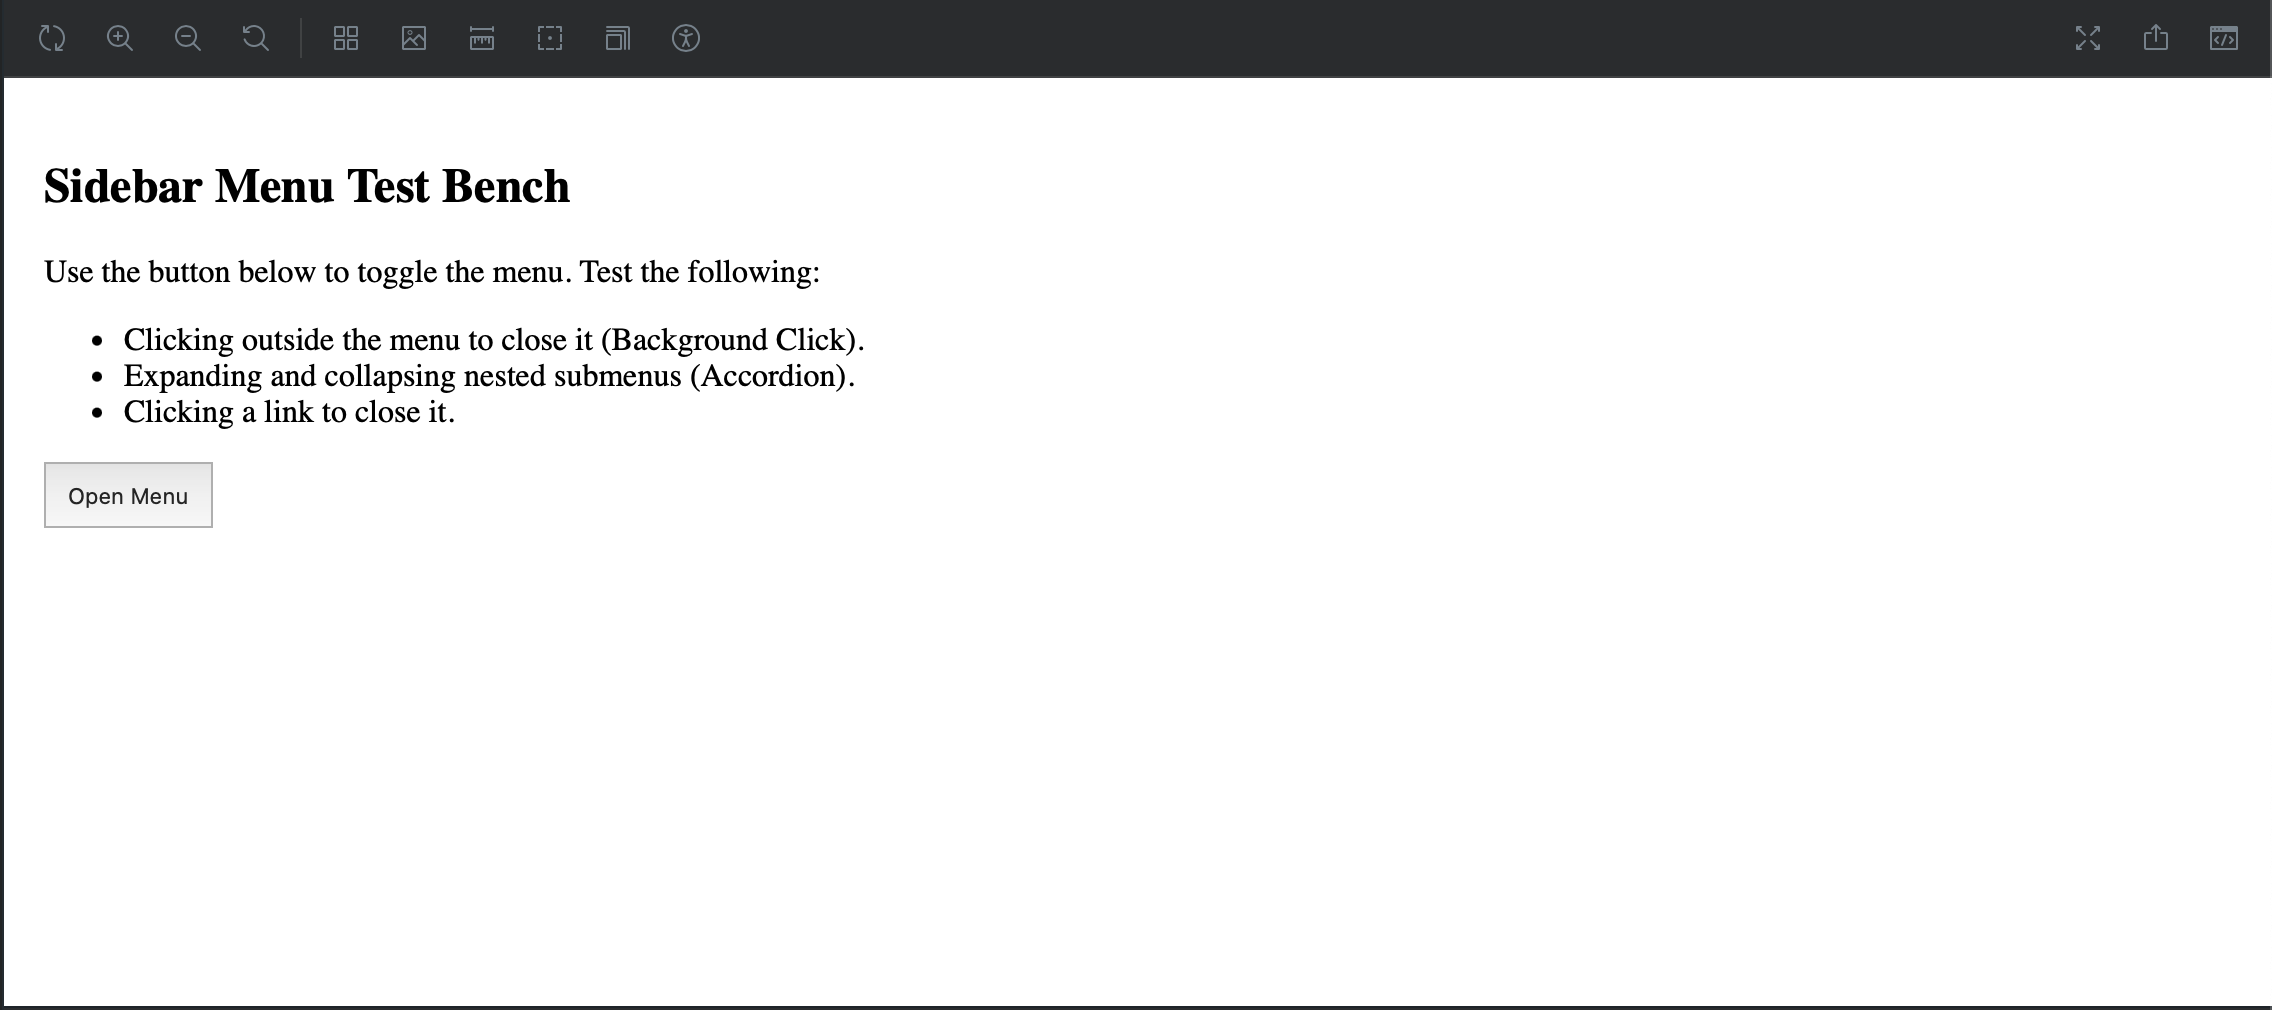 Sidebar Menu Test Bench
Use the button below to toggle the menu. Test the following:
• Clicking outside the menu to close it (Background Click).
• Expanding and collapsing nested submenus (Accordion).
• Clicking a link to close it.
Open Menu